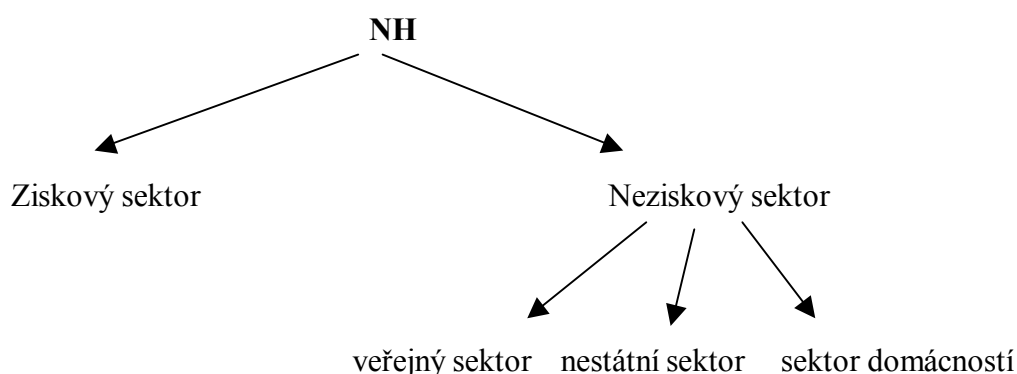 NH
Ziskový sektor Neziskový sektor
veřejný sektor nestátní sektor sektor domácností